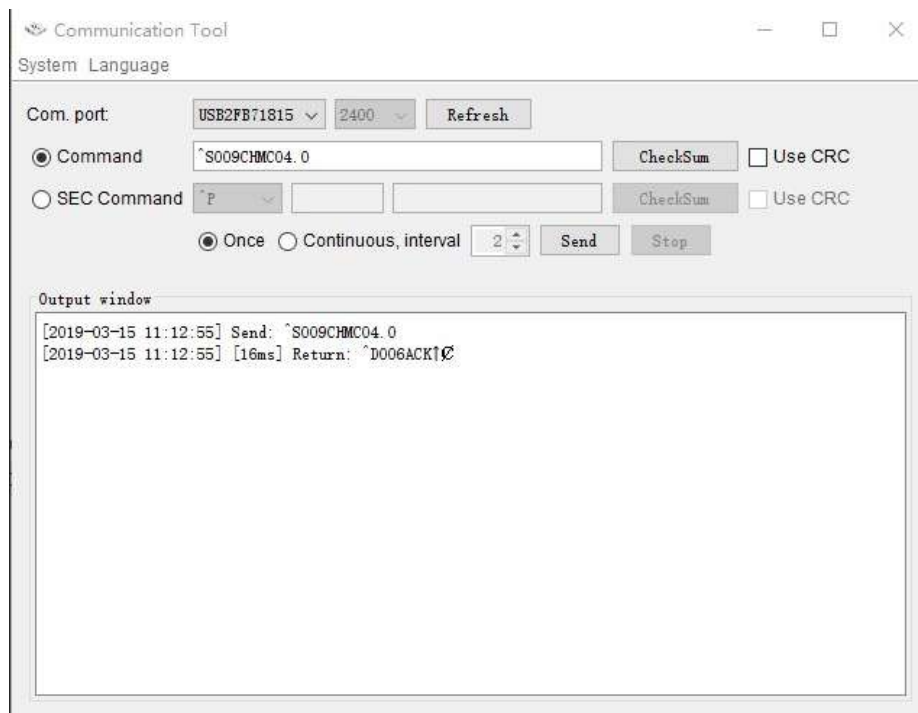 Communication Tool
System Language
Com. port: USB2FB71815 2400 Refresh
Command ^S009CHMC04.0 CheckSum Use CRC
SEC Command ^P CheckSum Use CRC
Once Continuous, interval 2 Send Stop
Output window
[2019-03-15 11:12:55] Send: ^S009CHMC04.0
[2019-03-15 11:12:55] [16ms] Return: ^D006ACK